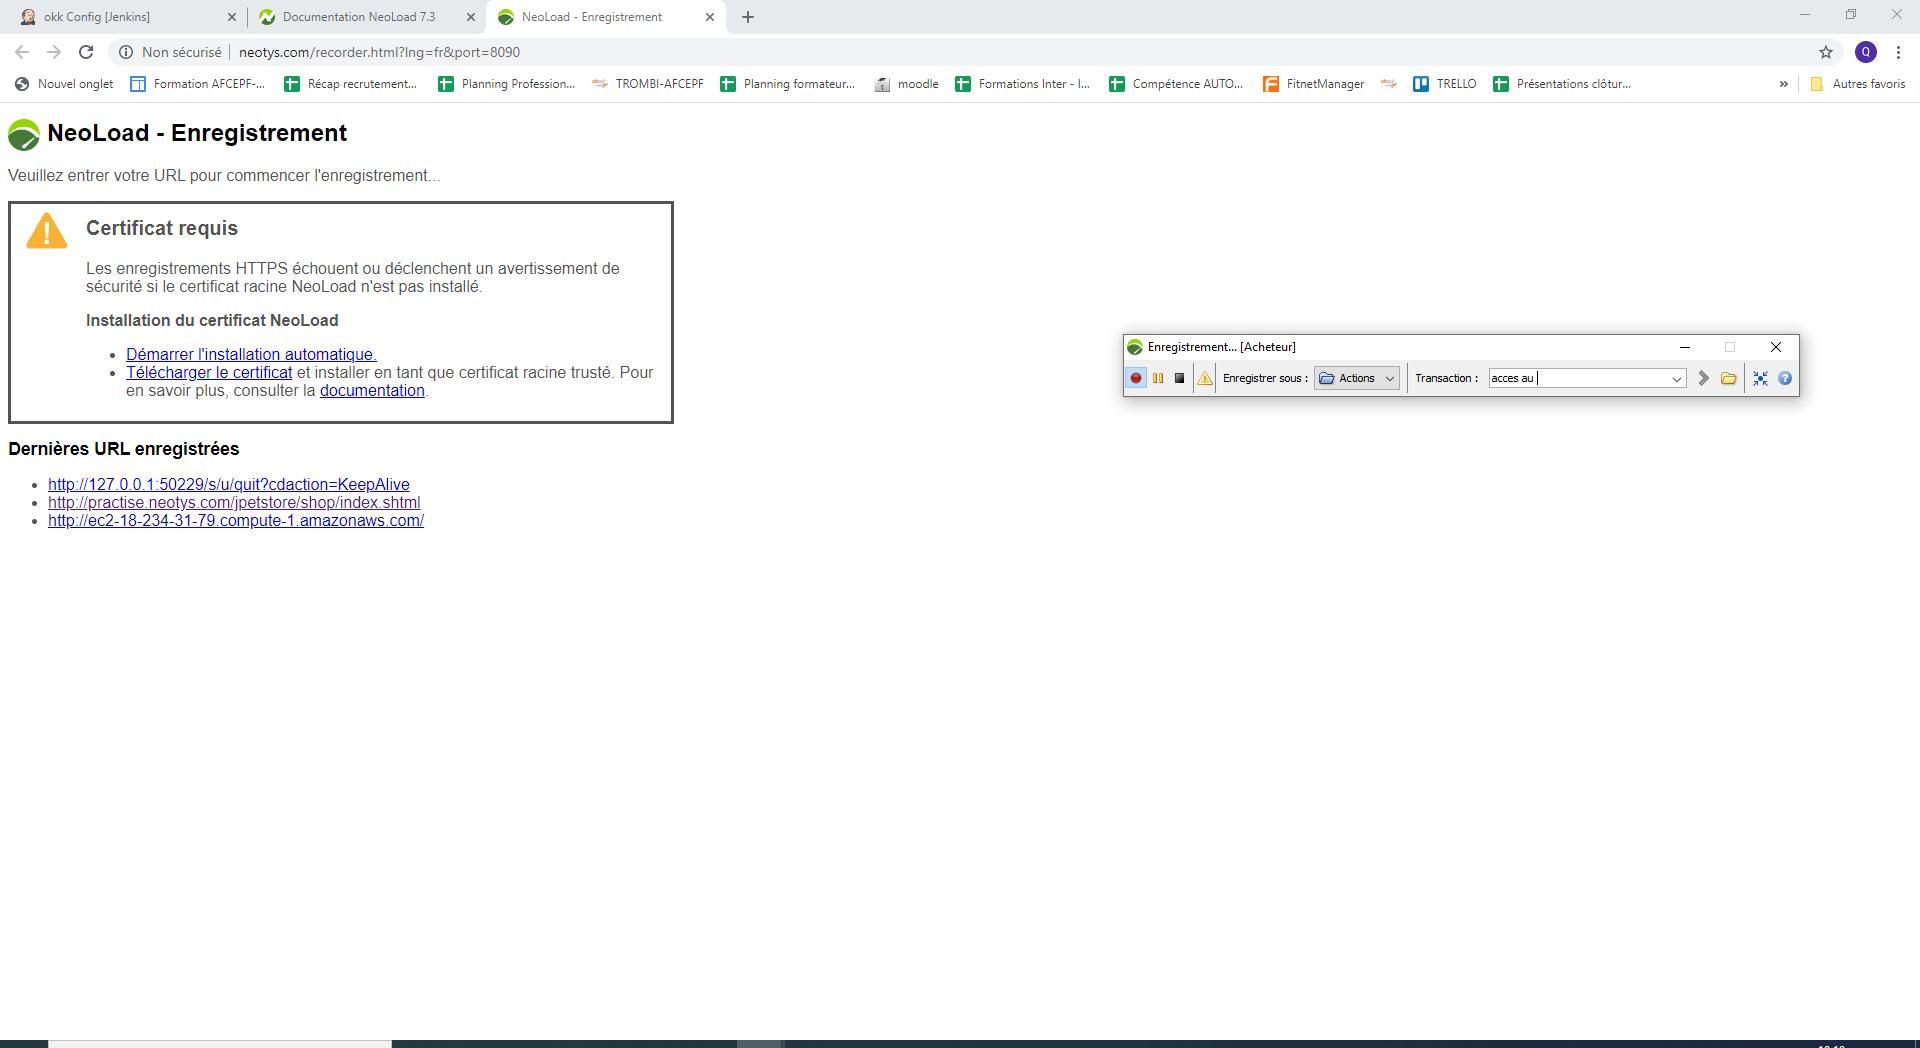 okk Config [Jenkins]
Documentation NeoLoad 7.3
NeoLoad - Enregistrement
Non sécurisé
neotys.com/recorder.html?lng=fr&port=8090
Q
Nouvel onglet
Formation AFCEPF-...
Récap recrutement...
Planning Profession...
TROMBI-AFCEPF
Planning formateur...
moodle
Formations Inter - I...
Compétence AUTO...
FitnetManager
TRELLO
Présentations clôtur...
»
Autres favoris
NeoLoad - Enregistrement
Veuillez entrer votre URL pour commencer l'enregistrement...
Certificat requis
Les enregistrements HTTPS échouent ou déclenchent un avertissement de
sécurité si le certificat racine NeoLoad n'est pas installé.
Installation du certificat NeoLoad
Démarrer l'installation automatique.
Télécharger le certificat et installer en tant que certificat racine trusté. Pour
en savoir plus, consulter la documentation.
Dernières URL enregistrées
http://127.0.0.1:50229/s/u/quit?cdaction=KeepAlive
http://practise.neotys.com/jpetstore/shop/index.shtml
http://ec2-18-234-31-79.compute-1.amazonaws.com/
Enregistrement... [Acheteur]
Enregistrer sous : Actions Transaction : acces au